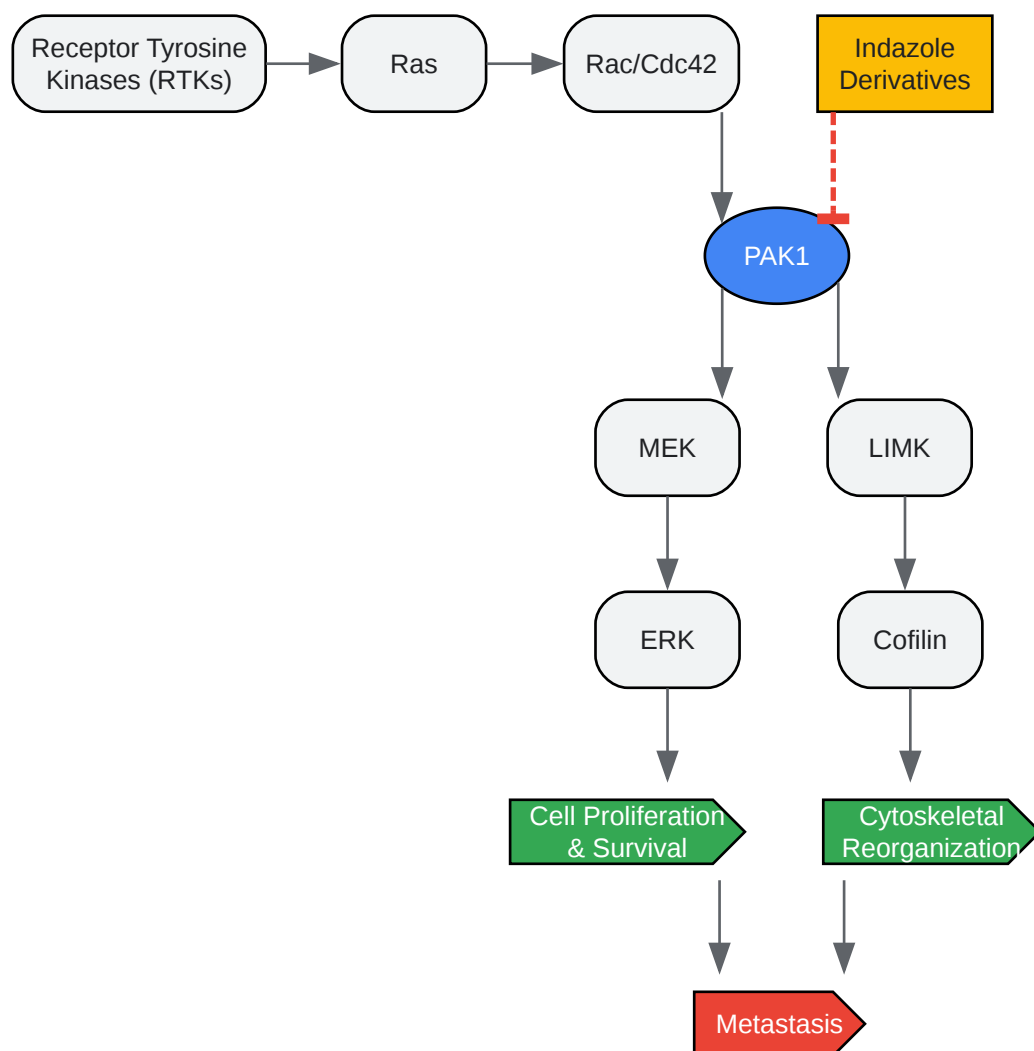 Receptor Tyrosine
Kinases (RTKs)
Ras
Rac/Cdc42
Indazole
Derivatives
PAK1
MEK
LIMK
ERK
Cofilin
Cell Proliferation
& Survival
Cytoskeletal
Reorganization
Metastasis